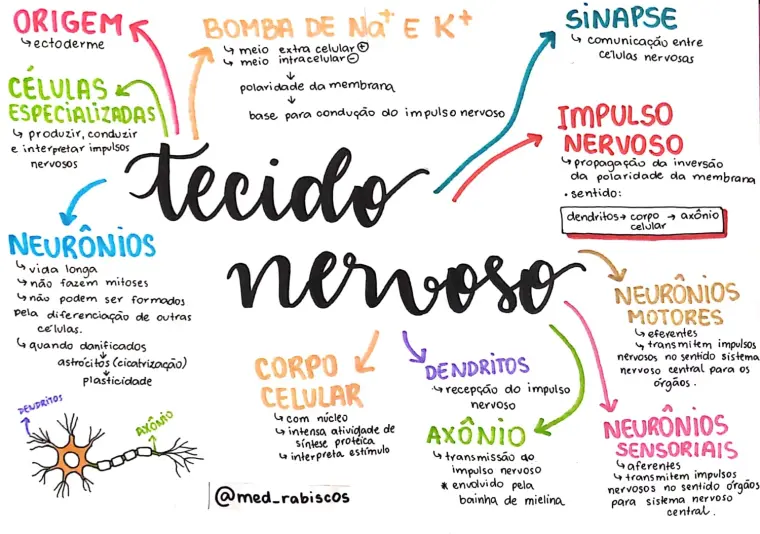 ORIGEM
↳ ectoderme
BOMBA DE Na⁺ E K⁺
↳ meio extra celular ⊕
↳ meio intracelular ⊖
↓
polaridade da membrana
↓
base para condução do impulso nervoso
SINAPSE
↳ comunicação entre
células nervosas
CÉLULAS
ESPECIALIZADAS
↳ produzir, conduzir
e interpretar impulsos
nervosos
IMPULSO
NERVOSO
↳ propagação da inversão
da polaridade da membrana
• sentido:
dendritos → corpo → axônio
celular
tecido
nervoso
NEURÔNIOS
↳ vida longa
↳ não fazem mitoses
↳ não podem ser formados
pela diferenciação de outras
células.
↳ quando danificados
↓
astrócitos (cicatrização)
↓
plasticidade
DENDRITOS
AXÔNIO
CORPO
CELULAR
↳ com núcleo
↳ intensa atividade de
síntese proteica
↳ interpreta estímulo
DENDRITOS
↳ recepção do impulso
nervoso
AXÔNIO
↳ transmissão do
impulso nervoso
* envolvido pela
bainha de mielina
NEURÔNIOS
MOTORES
↳ eferentes
↳ transmitem impulsos
nervosos no sentido sistema
nervoso central para os
órgãos.
NEURÔNIOS
SENSORIAIS
↳ aferentes
↳ transmitem impulsos
nervosos no sentido órgãos
para sistema nervoso
central.
@med_rabiscos